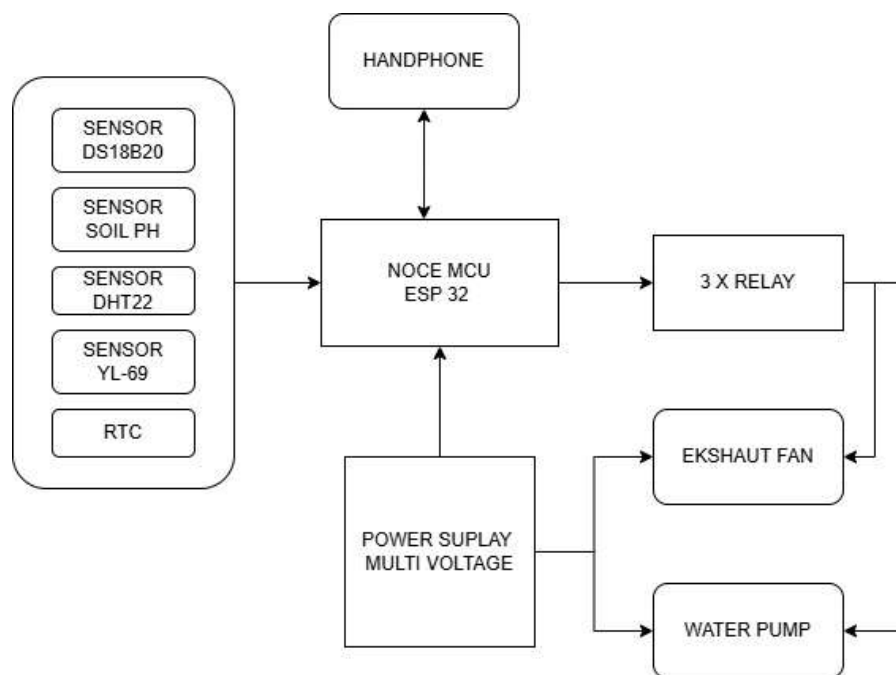 HANDPHONE
SENSOR
DS18B20
SENSOR
SOIL PH
SENSOR
DHT22
SENSOR
YL-69
RTC
NOCE MCU
ESP 32
3 X RELAY
EKSHAUT FAN
POWER SUPLAY
MULTI VOLTAGE
WATER PUMP